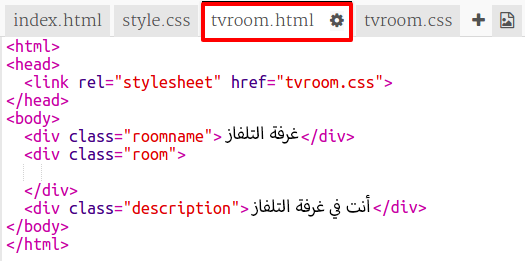 index.html style.css tvroom.html tvroom.css
<html>
<head>
<link rel="stylesheet" href="tvroom.css">
</head>
<body>
<div class="roomname">غرفة التلفاز</div>
<div class="room">
</div>
<div class="description">أنت في غرفة التلفاز</div>
</body>
</html>